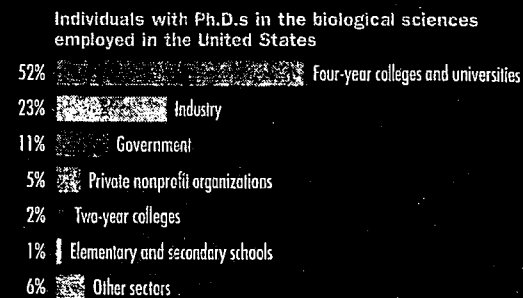 Individuals with Ph.D.s in the biological sciences
employed in the United States
52% Four-year colleges and universities
23% Industry
11% Government
5% Private nonprofit organizations
2% Two-year colleges
1% Elementary and secondary schools
6% Other sectors